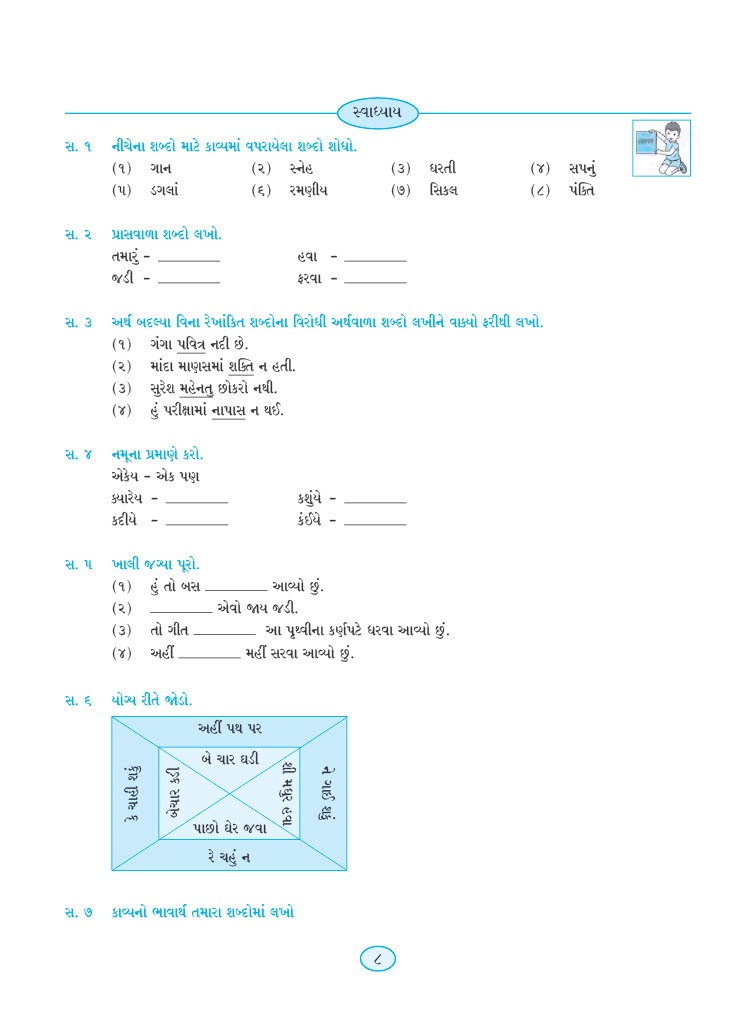 સ્વાધ્યાય
સ. ૧ નીચેના શબ્દો માટે કાવ્યમાં વપરાયેલા શબ્દો શોધો.
(૧) ગાન (૨) સ્નેહ (૩) ધરતી (૪) સપનું
(૫) ડગલાં (૬) રમણીય (૭) સિકલ (૮) પંક્તિ
સ. ૨ પ્રાસવાળા શબ્દો લખો.
તમારું – ________ હવા – ________
જડી – ________ ફરવા – ________
સ. ૩ અર્થ બદલ્યા વિના રેખાંકિત શબ્દોના વિરોધી અર્થવાળા શબ્દો લખીને વાક્યો ફરીથી લખો.
(૧) ગંગા પવિત્ર નદી છે.
(૨) માંદા માણસમાં શક્તિ ન હતી.
(૩) સુરેશ મહેનતુ છોકરો નથી.
(૪) હું પરીક્ષામાં નાપાસ ન થઈ.
સ. ૪ નમૂના પ્રમાણે કરો.
એકેય – એક પણ
ક્યારેય – ________ કશુંયે – ________
કદીયે – ________ કંઈયે – ________
સ. ૫ ખાલી જગ્યા પૂરો.
(૧) હું તો બસ ________ આવ્યો છું.
(૨) ________ એવો જાય જડી.
(૩) તો ગીત ________ આ પૃથ્વીના કર્ણપટે ધરવા આવ્યો છું.
(૪) અહીં ________ મહીં સરવા આવ્યો છું.
સ. ૬ યોગ્ય રીતે જોડો.
અહીં પથ પર
બે ચાર ઘડી
કે ચાહી શકું
બેચાર કડી
શી મધુર હવા
ને ગાઈ શકું
પાછો ઘેર જવા
રે ચહું ન
સ. ૭ કાવ્યનો ભાવાર્થ તમારા શબ્દોમાં લખો
૮